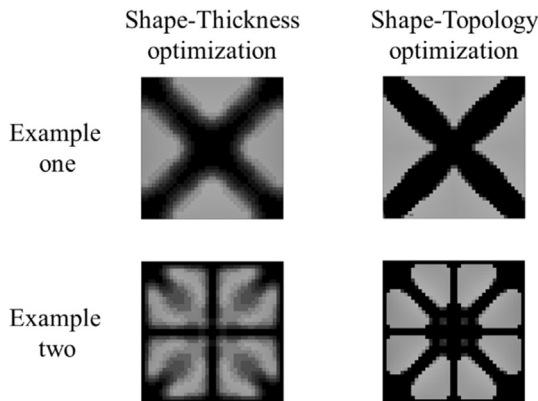 Shape-Thickness
optimization
Shape-Topology
optimization
Example
one
Example
two